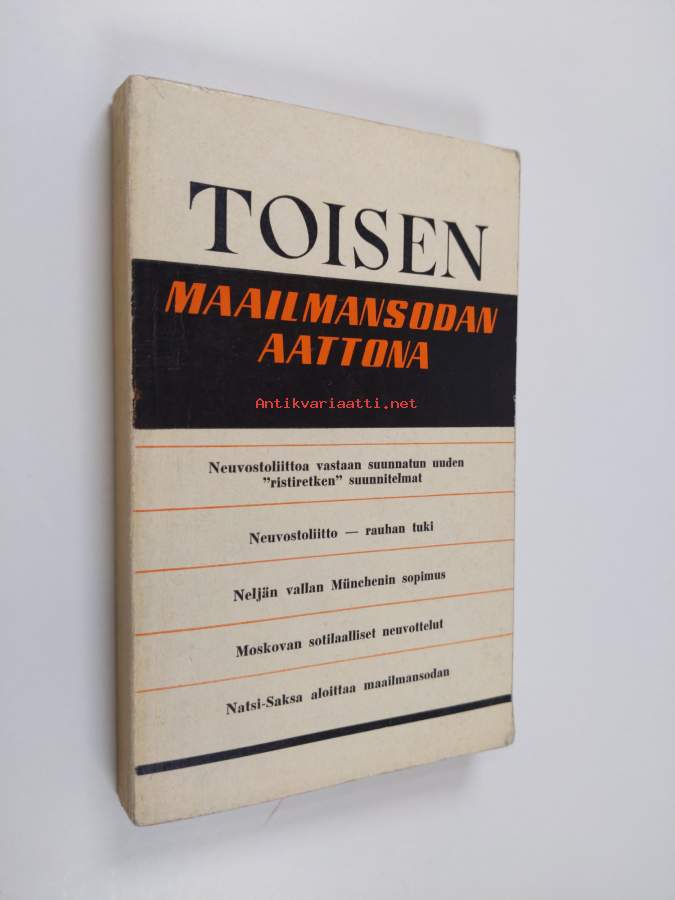 TOISEN
MAAILMANSODAN
AATTONA
Antikvariaatti.net
Neuvostoliittoa vastaan suunnatun uuden
”ristiretken” suunnitelmat
Neuvostoliitto — rauhan tuki
Neljän vallan Münchenin sopimus
Moskovan sotilaalliset neuvottelut
Natsi-Saksa aloittaa maailmansodan